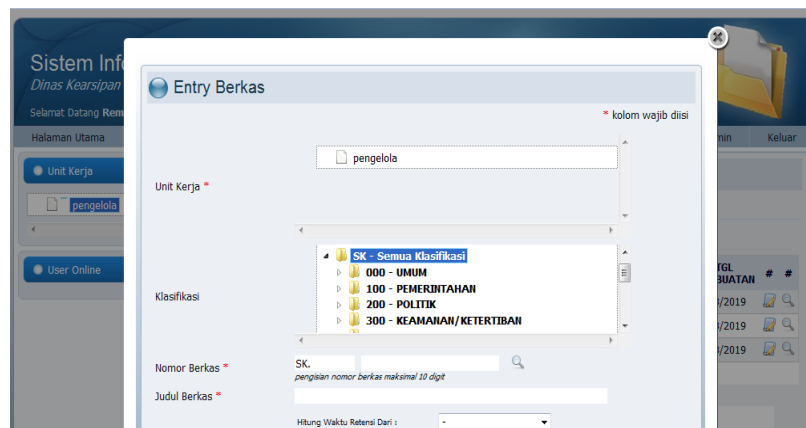 Sistem Inf
Dinas Kearsipan
Selamat Datang Rem
Halaman Utama
min
Keluar
Unit Kerja
pengelola
User Online
Entry Berkas
* kolom wajib diisi
Unit Kerja *
pengelola
Klasifikasi
SK - Semua Klasifikasi
000 - UMUM
100 - PEMERINTAHAN
200 - POLITIK
300 - KEAMANAN/KETERTIBAN
Nomor Berkas *
SK.
pengisian nomor berkas maksimal 10 digit
Judul Berkas *
Hitung Waktu Retensi Dari :
-
TGL
BUATAN
# #
/2019
/2019
/2019